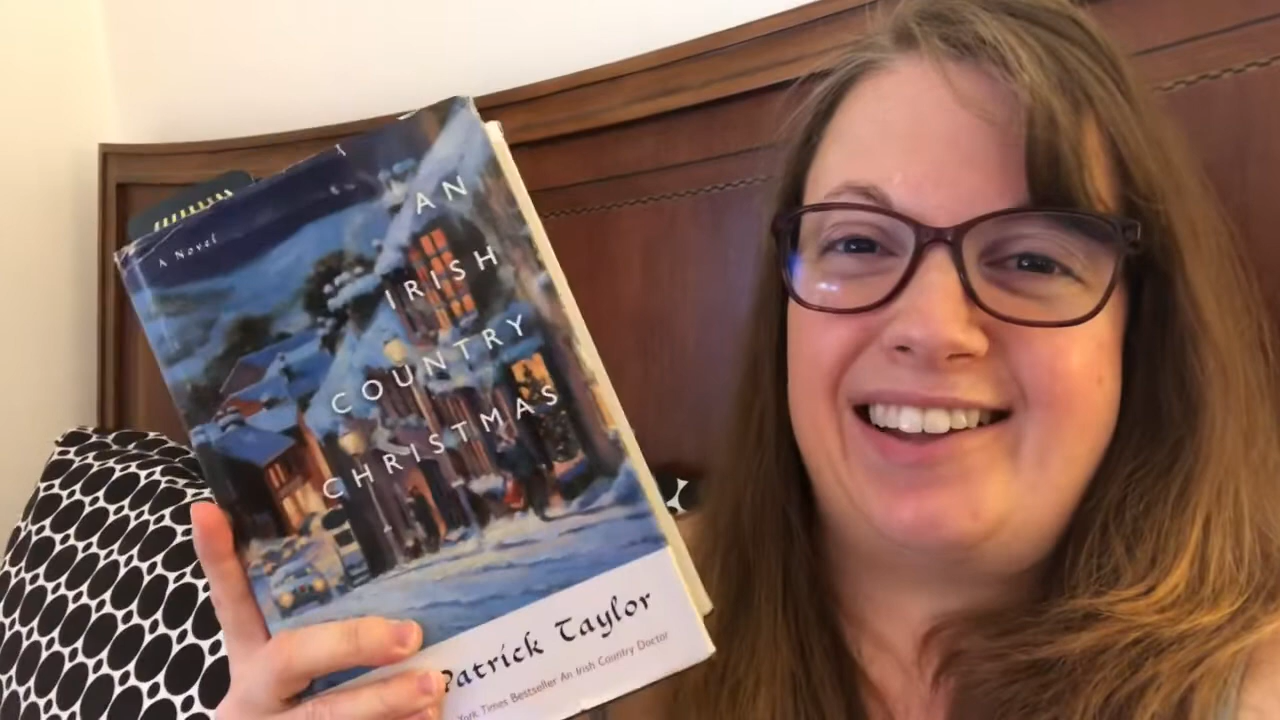 A Novel
AN
IRISH
COUNTRY
CHRISTMAS
Patrick Taylor
York Times Bestseller An Irish Country Doctor